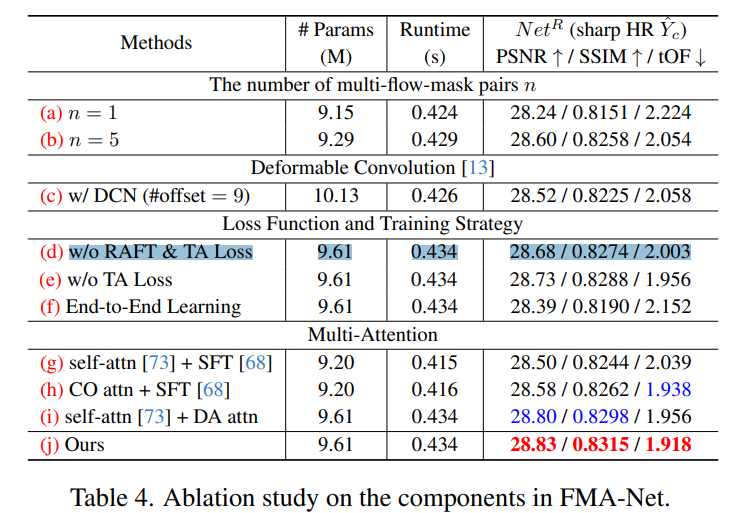 Methods # Params (M) Runtime (s) Net^R (sharp HR Ŷ_c) PSNR ↑ / SSIM ↑ / tOF ↓
The number of multi-flow-mask pairs n
(a) n = 1 9.15 0.424 28.24 / 0.8151 / 2.224
(b) n = 5 9.29 0.429 28.60 / 0.8258 / 2.054
Deformable Convolution [13]
(c) w/ DCN (#offset = 9) 10.13 0.426 28.52 / 0.8225 / 2.058
Loss Function and Training Strategy
(d) w/o RAFT & TA Loss 9.61 0.434 28.68 / 0.8274 / 2.003
(e) w/o TA Loss 9.61 0.434 28.73 / 0.8288 / 1.956
(f) End-to-End Learning 9.61 0.434 28.39 / 0.8190 / 2.152
Multi-Attention
(g) self-attn [73] + SFT [68] 9.20 0.415 28.50 / 0.8244 / 2.039
(h) CO attn + SFT [68] 9.20 0.416 28.58 / 0.8262 / 1.938
(i) self-attn [73] + DA attn 9.61 0.434 28.80 / 0.8298 / 1.956
(j) Ours 9.61 0.434 28.83 / 0.8315 / 1.918
Table 4. Ablation study on the components in FMA-Net.